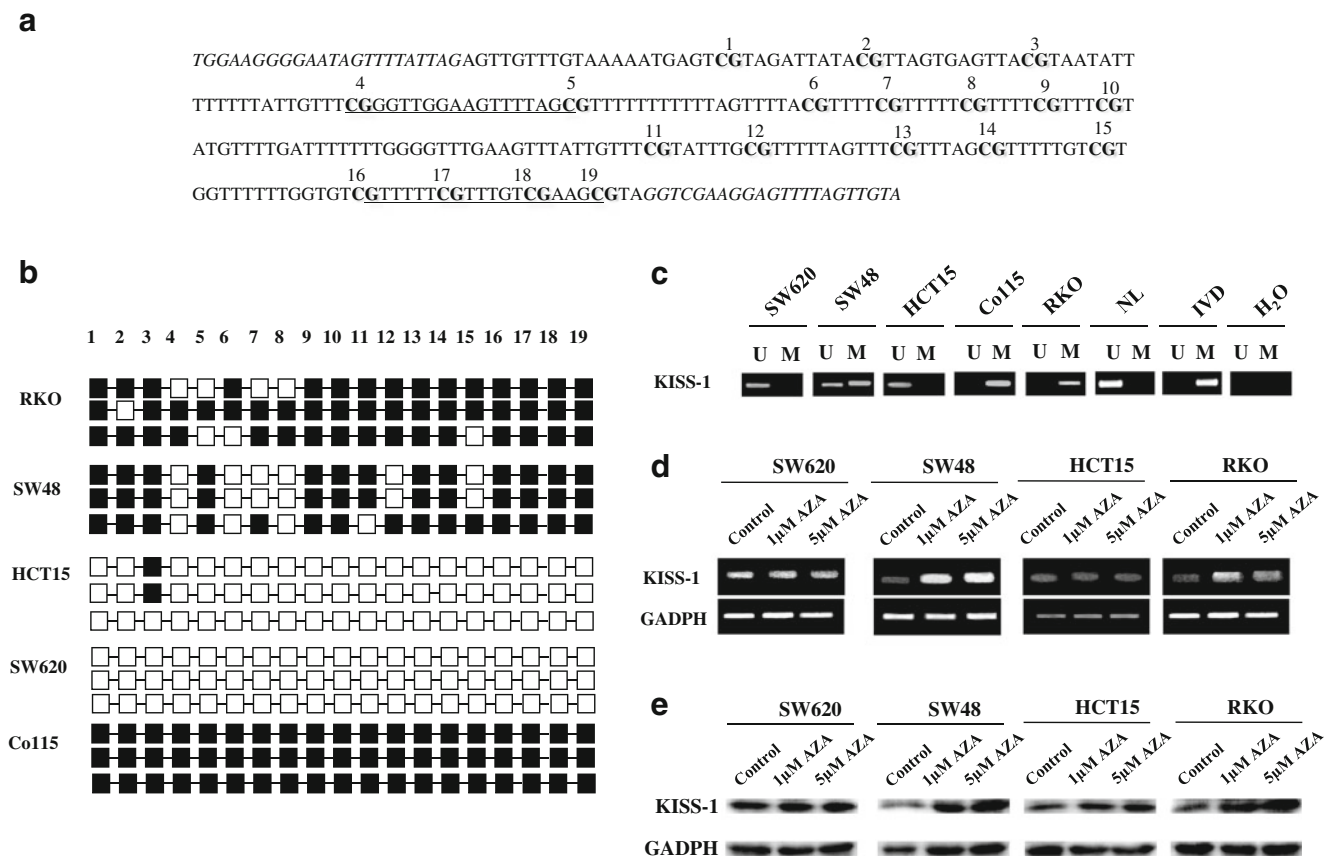 a
1 2 3
TGGAAGGGGAATAGTTTTATTAGAGTTGTTTGTAAAAATGAGTCGTAGATTATACGTTAGTGAGTTACGTAATATT
4 5 6 7 8 9 10
TTTTTTATTGTTTCGGGTTGGAAGTTTTAGCGTTTTTTTTTTTAGTTTTACGTTTTCGTTTTTCGTTTTCGTTTCGT
11 12 13 14 15
ATGTTTTGATTTTTTTGGGGTTTGAAGTTTATTGTTTCGTATTTGCGTTTTTAGTTTCGTTTAGCGTTTTTGTCGT
16 17 18 19
GGTTTTTTGGTGTCGTTTTTCGTTTGTCGAAGCGTAGGTCGAAGGAGTTTTAGTTGTA
b
1 2 3 4 5 6 7 8 9 10 11 12 13 14 15 16 17 18 19
RKO
SW48
HCT15
SW620
Co115
c
SW620 SW48 HCT15 Co115 RKO NL IVD H₂O
U M U M U M U M U M U M U M U M
KISS-1
d
SW620 SW48 HCT15 RKO
Control 1µM AZA 5µM AZA Control 1µM AZA 5µM AZA Control 1µM AZA 5µM AZA Control 1µM AZA 5µM AZA
KISS-1
GADPH
e
SW620 SW48 HCT15 RKO
Control 1µM AZA 5µM AZA Control 1µM AZA 5µM AZA Control 1µM AZA 5µM AZA Control 1µM AZA 5µM AZA
KISS-1
GADPH